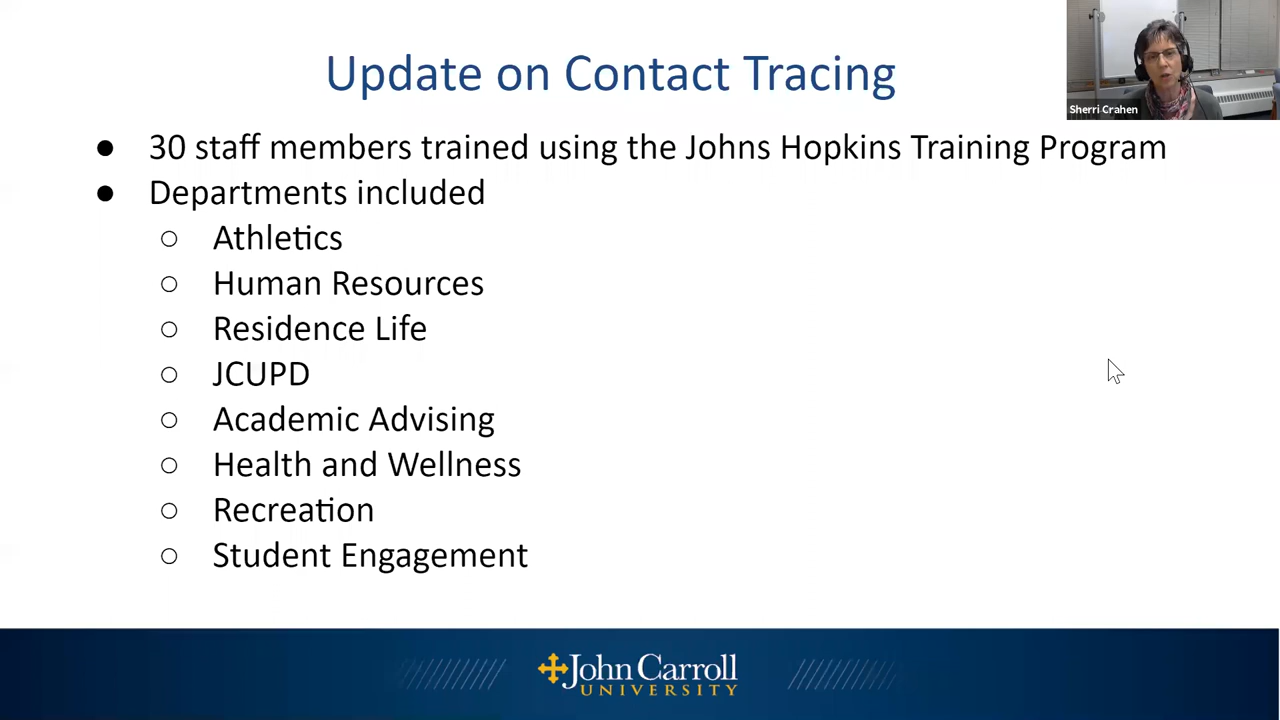 Update on Contact Tracing
Sherri Crahen
● 30 staff members trained using the Johns Hopkins Training Program
● Departments included
○ Athletics
○ Human Resources
○ Residence Life
○ JCUPD
○ Academic Advising
○ Health and Wellness
○ Recreation
○ Student Engagement
John Carroll
UNIVERSITY